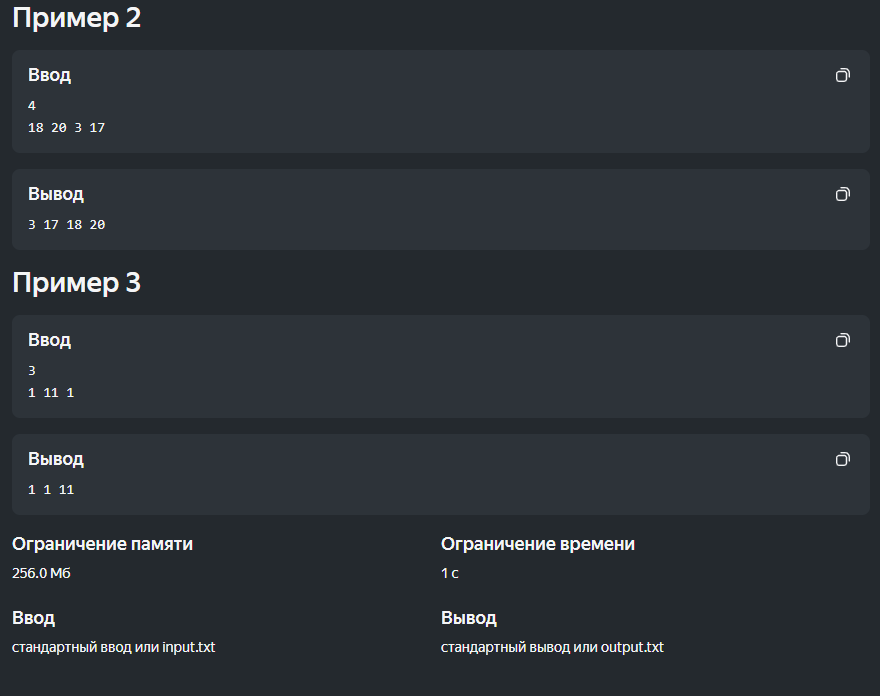 Пример 2
Ввод
4
18 20 3 17
Вывод
3 17 18 20
Пример 3
Ввод
3
1 11 1
Вывод
1 1 11
Ограничение памяти
256.0 Мб
Ограничение времени
1 с
Ввод
стандартный ввод или input.txt
Вывод
стандартный вывод или output.txt